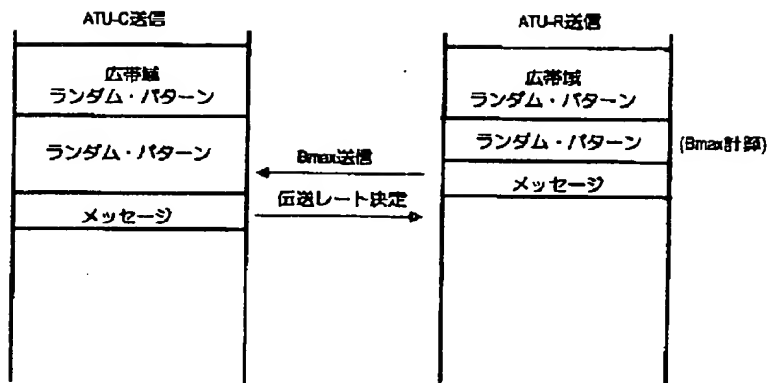 ATU-C送信
広帯域
ランダム・パターン
ランダム・パターン
メッセージ
Bmax送信
伝送レート決定
ATU-R送信
広帯域
ランダム・パターン
ランダム・パターン
(Bmax計算)
メッセージ